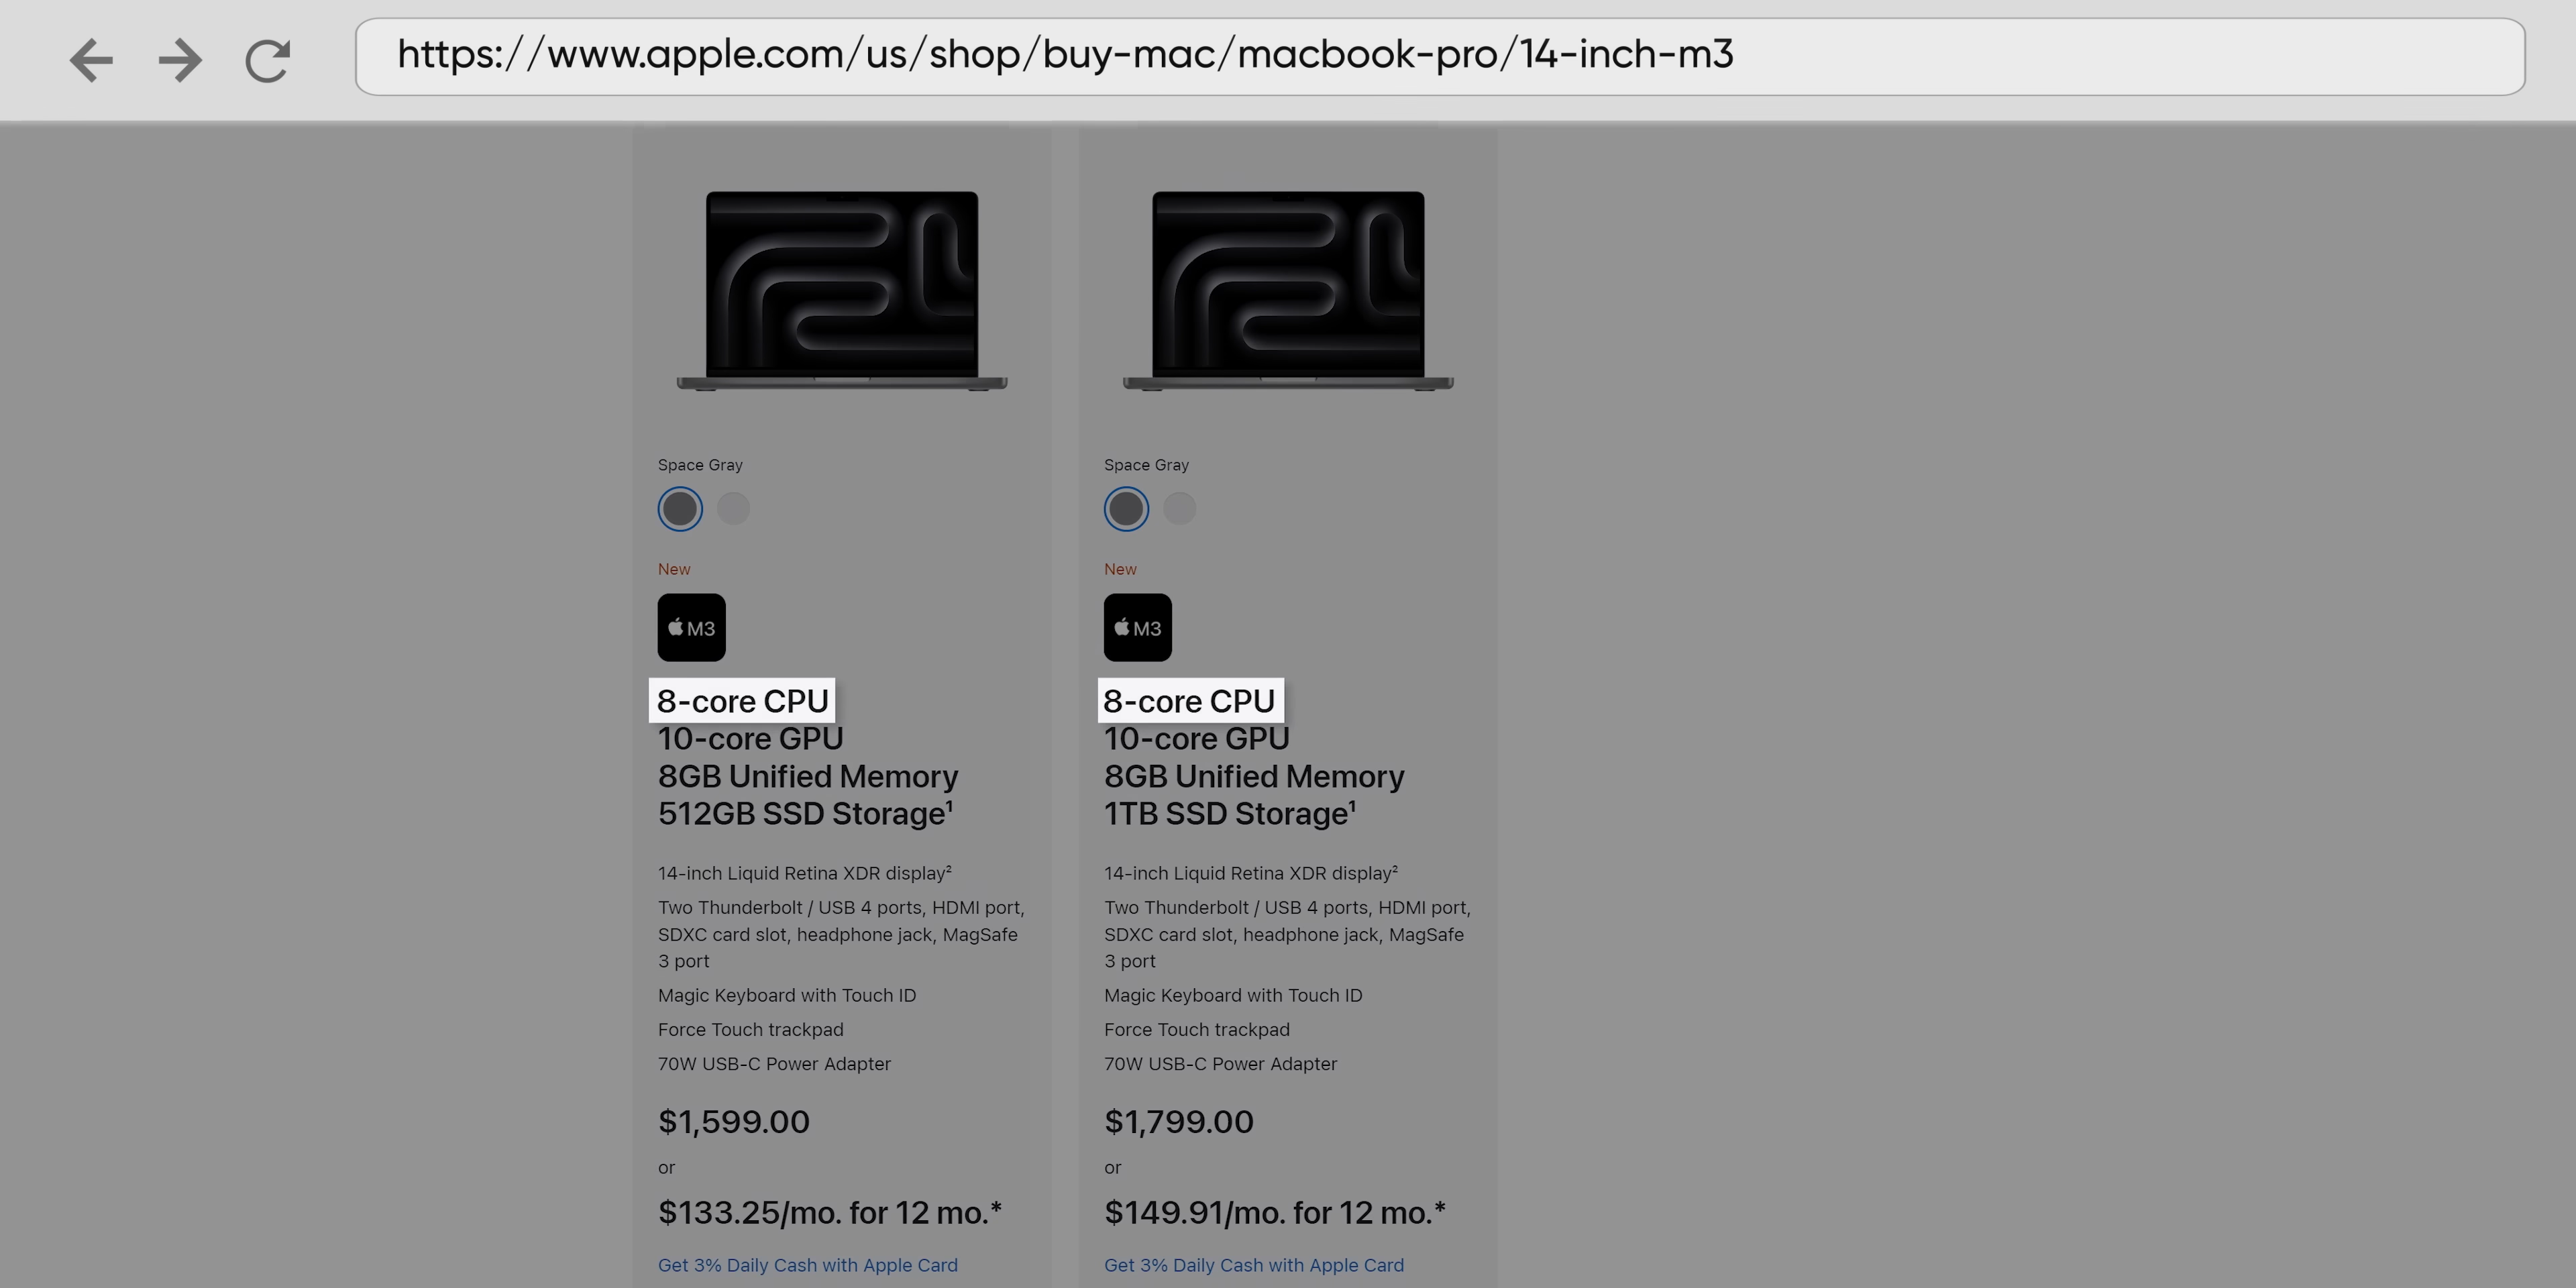 https://www.apple.com/us/shop/buy-mac/macbook-pro/14-inch-m3
Space Gray
New
M3
8-core CPU
10-core GPU
8GB Unified Memory
512GB SSD Storage¹
14-inch Liquid Retina XDR display²
Two Thunderbolt / USB 4 ports, HDMI port,
SDXC card slot, headphone jack, MagSafe
3 port
Magic Keyboard with Touch ID
Force Touch trackpad
70W USB-C Power Adapter
$1,599.00
or
$133.25/mo. for 12 mo.*
Get 3% Daily Cash with Apple Card
Space Gray
New
M3
8-core CPU
10-core GPU
8GB Unified Memory
1TB SSD Storage¹
14-inch Liquid Retina XDR display²
Two Thunderbolt / USB 4 ports, HDMI port,
SDXC card slot, headphone jack, MagSafe
3 port
Magic Keyboard with Touch ID
Force Touch trackpad
70W USB-C Power Adapter
$1,799.00
or
$149.91/mo. for 12 mo.*
Get 3% Daily Cash with Apple Card